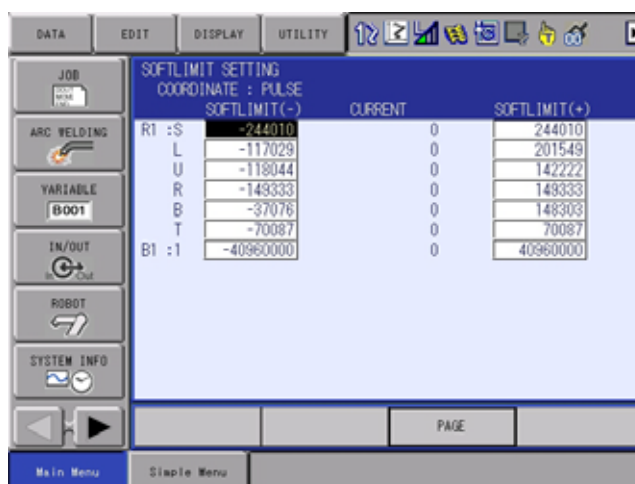 DATA EDIT DISPLAY UTILITY
JOB
ARC WELDING
VARIABLE
B001
IN/OUT
In Out
ROBOT
SYSTEM INFO
SOFTLIMIT SETTING
COORDINATE : PULSE
SOFTLIMIT(-) CURRENT SOFTLIMIT(+)
R1 :S -244010 0 244010
L -117029 0 201549
U -118044 0 142222
R -149333 0 149333
B -37076 0 148303
T -70087 0 70087
B1 :1 -40960000 0 40960000
PAGE
Main Menu Simple Menu